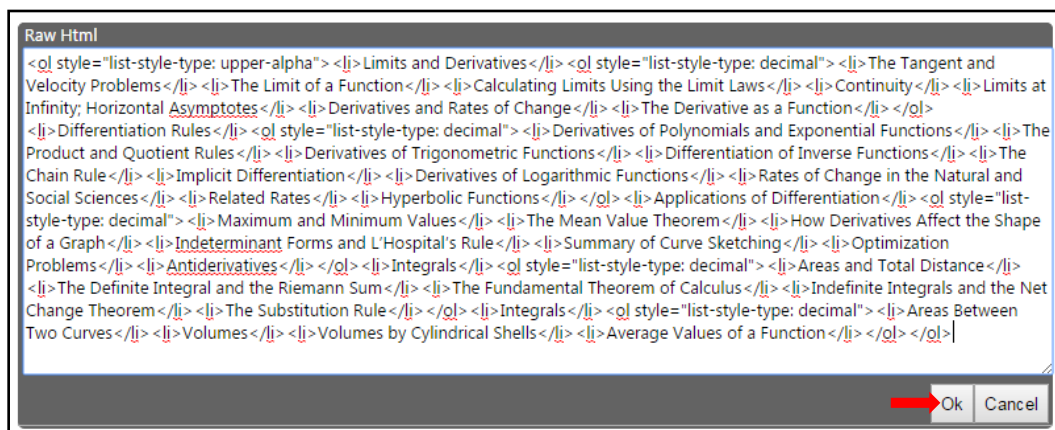 Raw Html
<ol style="list-style-type: upper-alpha"> <li>Limits and Derivatives</li> <ol style="list-style-type: decimal"> <li>The Tangent and
Velocity Problems</li> <li>The Limit of a Function</li> <li>Calculating Limits Using the Limit Laws</li> <li>Continuity</li> <li>Limits at
Infinity; Horizontal Asymptotes</li> <li>Derivatives and Rates of Change</li> <li>The Derivative as a Function</li> </ol>
<li>Differentiation Rules</li> <ol style="list-style-type: decimal"> <li>Derivatives of Polynomials and Exponential Functions</li> <li>The
Product and Quotient Rules</li> <li>Derivatives of Trigonometric Functions</li> <li>Differentiation of Inverse Functions</li> <li>The
Chain Rule</li> <li>Implicit Differentiation</li> <li>Derivatives of Logarithmic Functions</li> <li>Rates of Change in the Natural and
Social Sciences</li> <li>Related Rates</li> <li>Hyperbolic Functions</li> </ol> <li>Applications of Differentiation</li> <ol style="list-
style-type: decimal"> <li>Maximum and Minimum Values</li> <li>The Mean Value Theorem</li> <li>How Derivatives Affect the Shape
of a Graph</li> <li>Indeterminant Forms and L'Hospital's Rule</li> <li>Summary of Curve Sketching</li> <li>Optimization
Problems</li> <li>Antiderivatives</li> </ol> <li>Integrals</li> <ol style="list-style-type: decimal"> <li>Areas and Total Distance</li>
<li>The Definite Integral and the Riemann Sum</li> <li>The Fundamental Theorem of Calculus</li> <li>Indefinite Integrals and the Net
Change Theorem</li> <li>The Substitution Rule</li> </ol> <li>Integrals</li> <ol style="list-style-type: decimal"> <li>Areas Between
Two Curves</li> <li>Volumes</li> <li>Volumes by Cylindrical Shells</li> <li>Average Values of a Function</li> </ol> </ol>
Ok Cancel